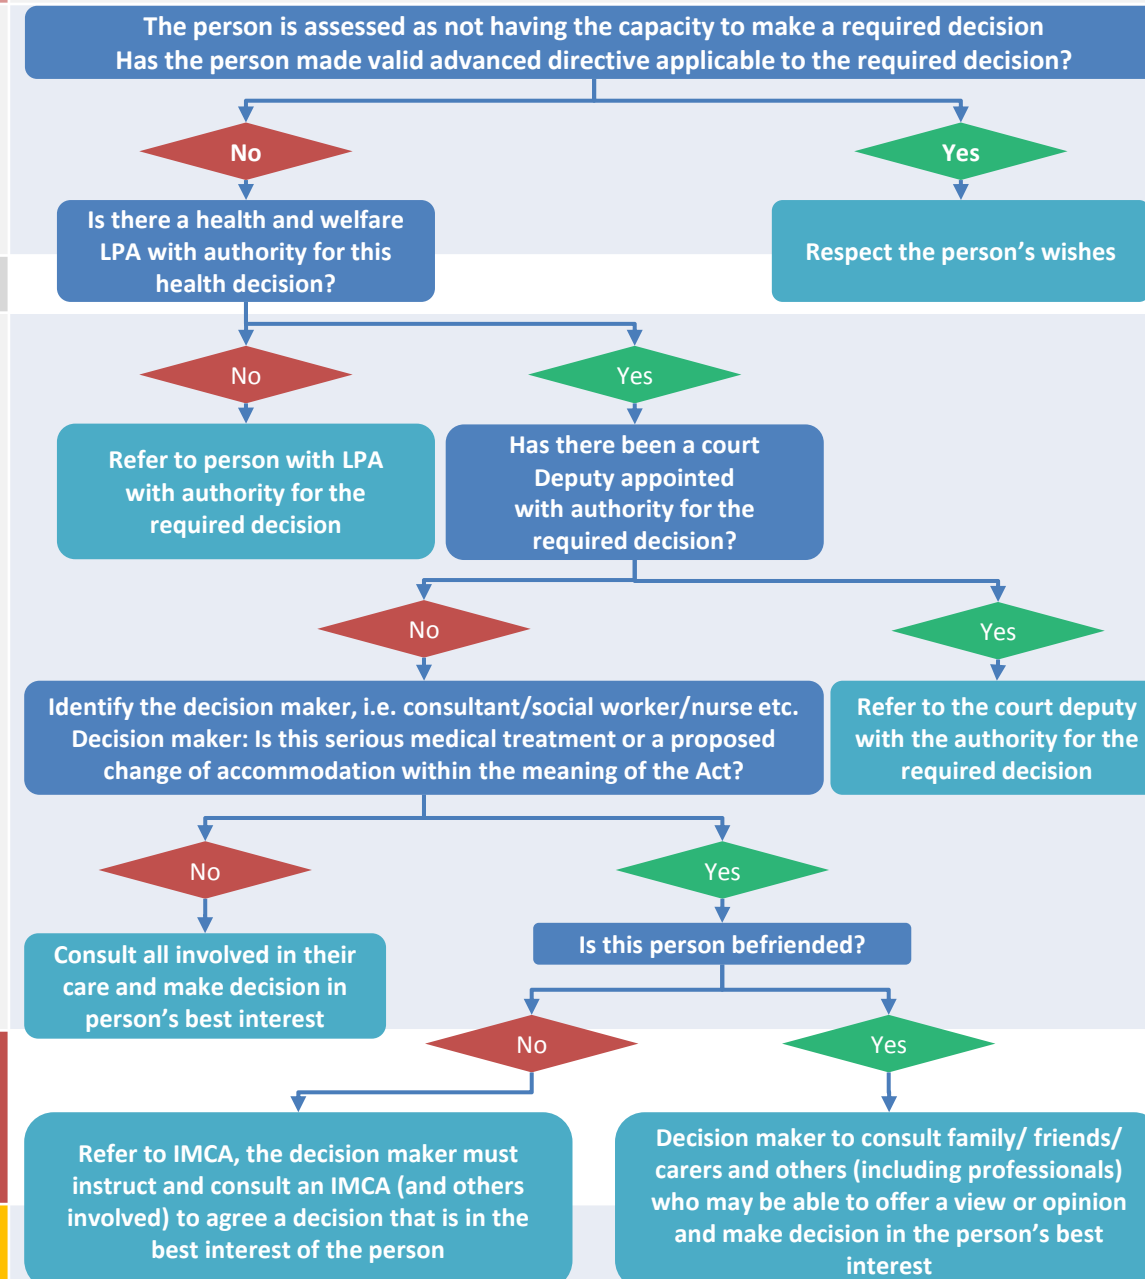 The person is assessed as not having the capacity to make a required decision
Has the person made valid advanced directive applicable to the required decision?
No
Yes
Is there a health and welfare
LPA with authority for this
health decision?
Respect the person's wishes
No
Yes
Refer to person with LPA
with authority for the
required decision
Has there been a court
Deputy appointed
with authority for the
required decision?
No
Yes
Identify the decision maker, i.e. consultant/social worker/nurse etc.
Decision maker: Is this serious medical treatment or a proposed
change of accommodation within the meaning of the Act?
Refer to the court deputy
with the authority for the
required decision
No
Yes
Consult all involved in their
care and make decision in
person's best interest
Is this person befriended?
No
Yes
Refer to IMCA, the decision maker must
instruct and consult an IMCA (and others
involved) to agree a decision that is in the
best interest of the person
Decision maker to consult family/ friends/
carers and others (including professionals)
who may be able to offer a view or opinion
and make decision in the person's best
interest